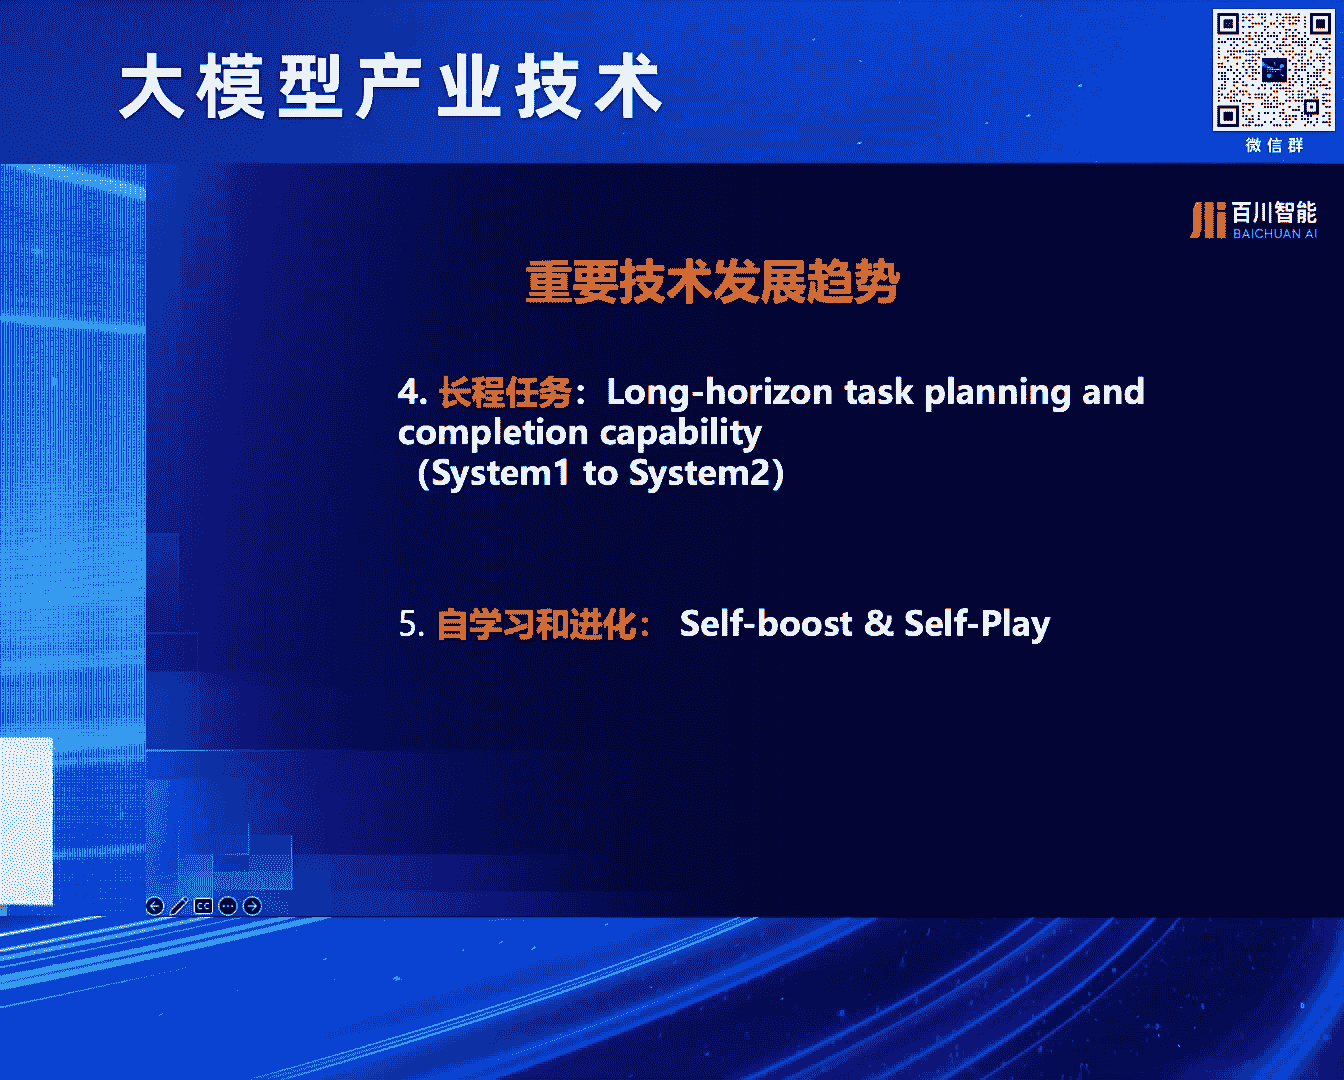 大模型产业技术
微信群
百川智能
BAICHUAN AI
重要技术发展趋势
4. 长程任务：Long-horizon task planning and
completion capability
（System1 to System2）
5. 自学习和进化： Self-boost & Self-Play
CC